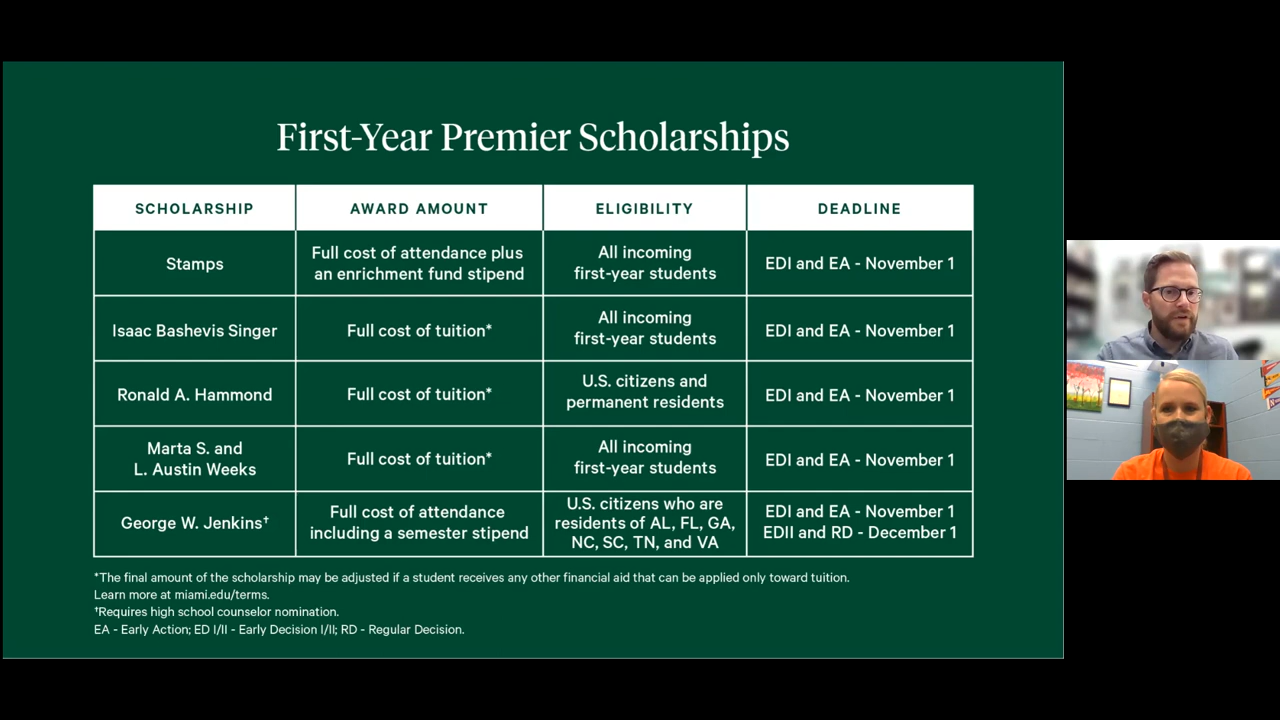 First-Year Premier Scholarships
SCHOLARSHIP AWARD AMOUNT ELIGIBILITY DEADLINE
Stamps
Full cost of attendance plus
an enrichment fund stipend
All incoming
first-year students
EDI and EA - November 1
Isaac Bashevis Singer
Full cost of tuition*
All incoming
first-year students
EDI and EA - November 1
Ronald A. Hammond
Full cost of tuition*
U.S. citizens and
permanent residents
EDI and EA - November 1
Marta S. and
L. Austin Weeks
Full cost of tuition*
All incoming
first-year students
EDI and EA - November 1
George W. Jenkins†
Full cost of attendance
including a semester stipend
U.S. citizens who are
residents of AL, FL, GA,
NC, SC, TN, and VA
EDI and EA - November 1
EDII and RD - December 1
*The final amount of the scholarship may be adjusted if a student receives any other financial aid that can be applied only toward tuition.
Learn more at miami.edu/terms.
†Requires high school counselor nomination.
EA - Early Action; ED I/II - Early Decision I/II; RD - Regular Decision.